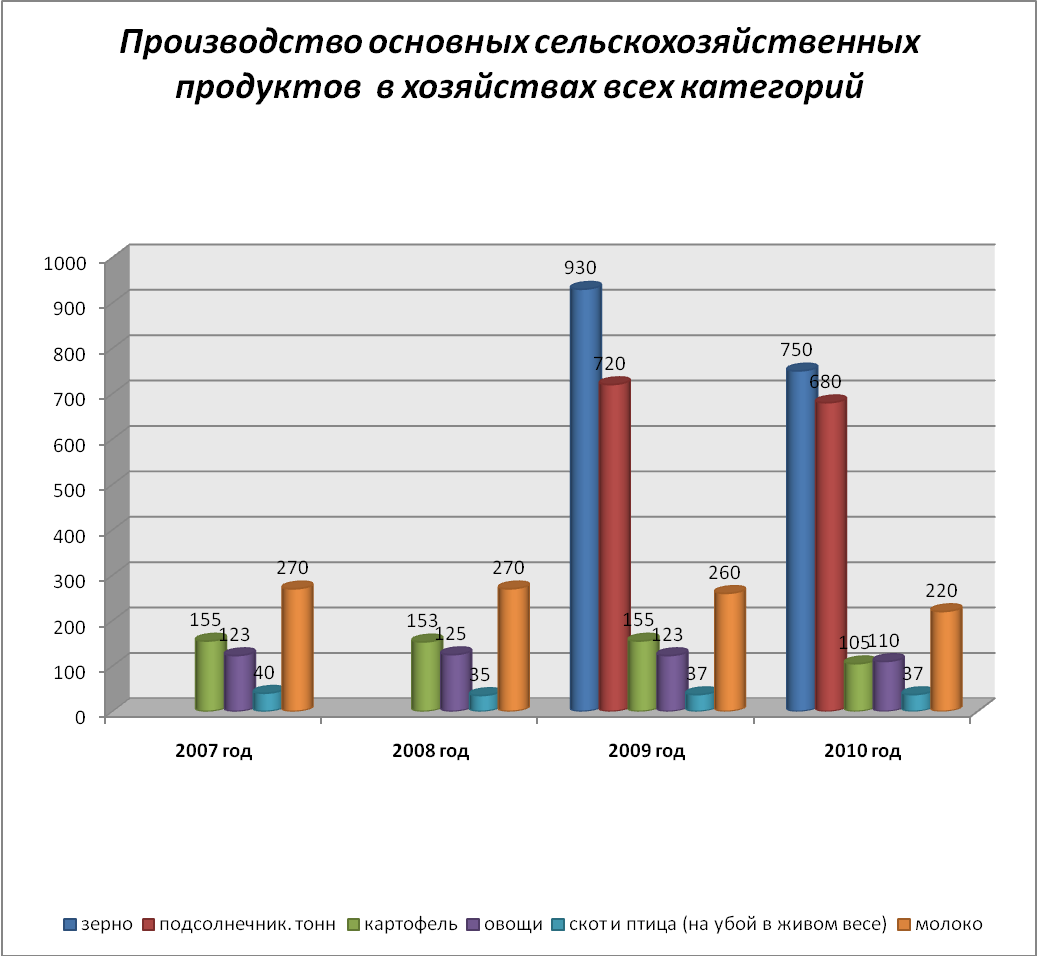 Производство основных сельскохозяйственных
продуктов в хозяйствах всех категорий
1000
900
800
700
600
500
400
300
200
100
0
155
123
40
270
153
125
35
270
930
720
155
123
37
260
750
680
105
110
37
220
2007 год
2008 год
2009 год
2010 год
зерно
подсолнечник. тонн
картофель
овощи
скот и птица (на убой в живом весе)
молоко